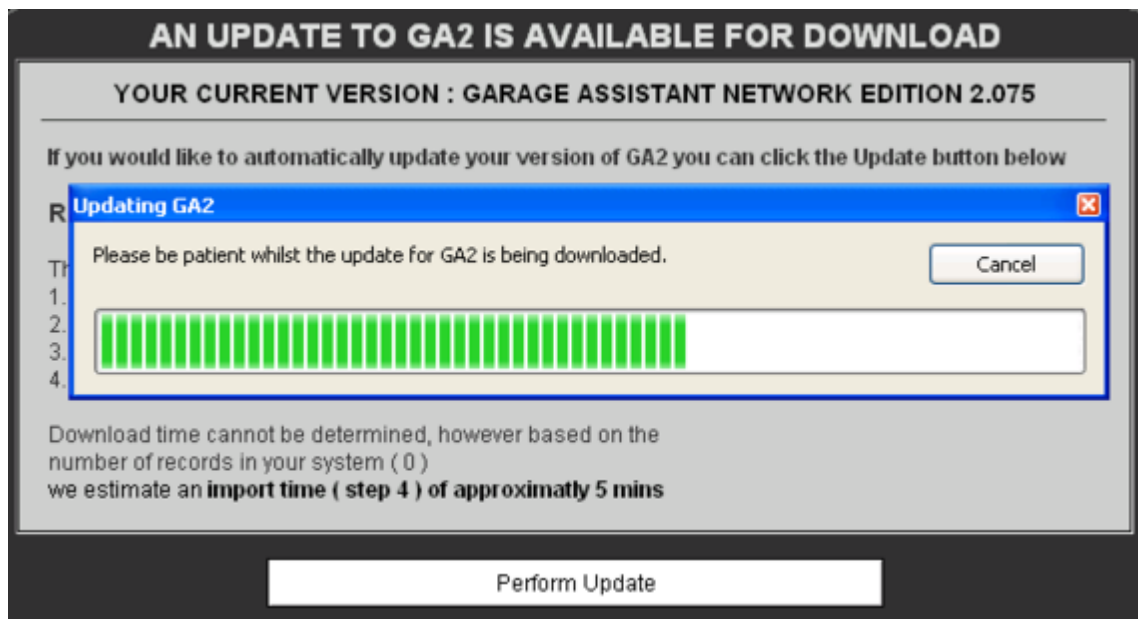 AN UPDATE TO GA2 IS AVAILABLE FOR DOWNLOAD
YOUR CURRENT VERSION : GARAGE ASSISTANT NETWORK EDITION 2.075
If you would like to automatically update your version of GA2 you can click the Update button below
Updating GA2
Please be patient whilst the update for GA2 is being downloaded.
Cancel
1.
2.
3.
4.
Download time cannot be determined, however based on the
number of records in your system ( 0 )
we estimate an import time ( step 4 ) of approximatly 5 mins
Perform Update